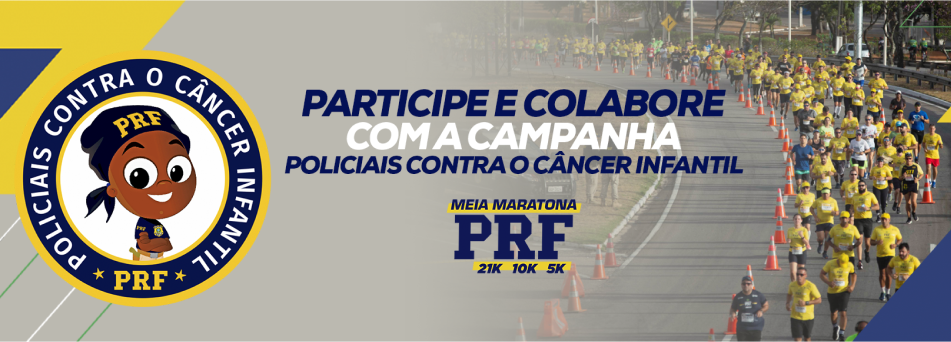 POLICIAIS CONTRA O CÂNCER INFANTIL
PRF
PRF
PARTICIPE E COLABORE
COM A CAMPANHA
POLICIAIS CONTRA O CÂNCER INFANTIL
MEIA MARATONA
PRF
21K 10K 5K